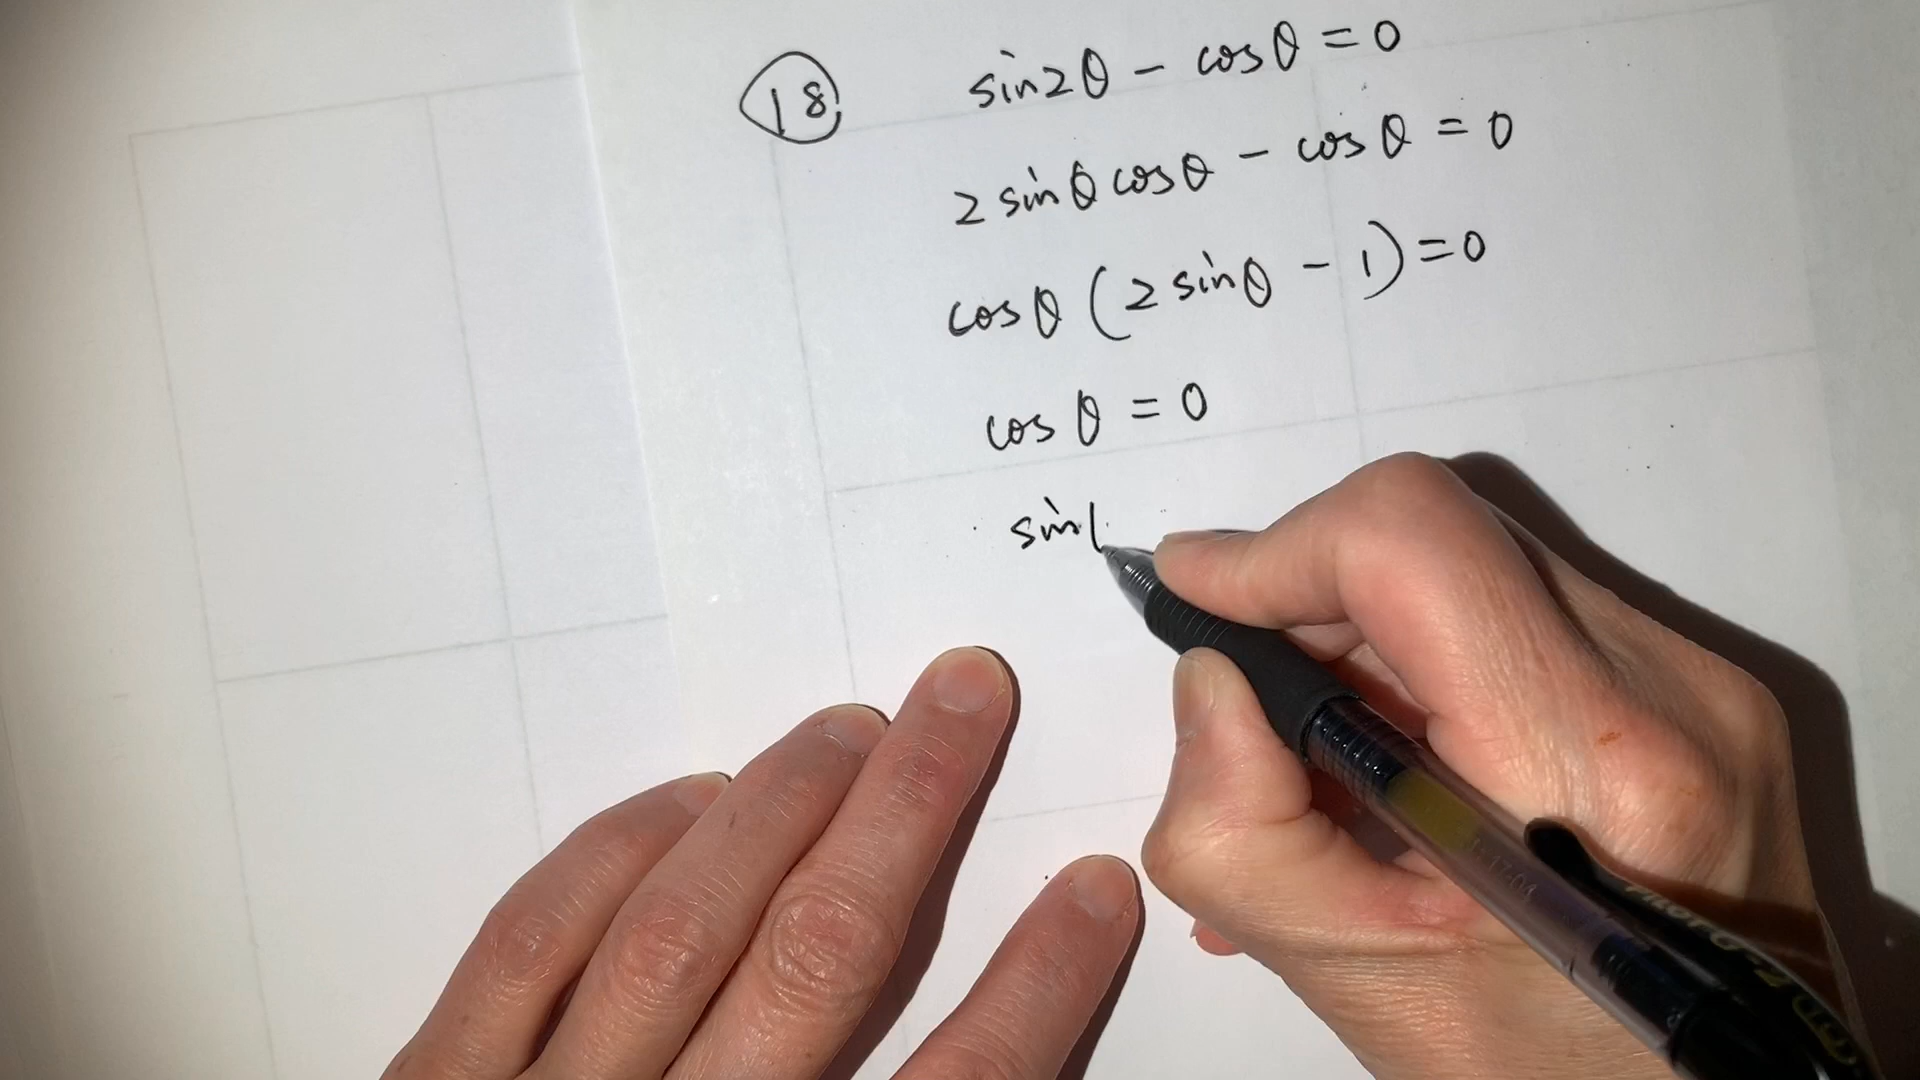 18 sin2θ - cosθ = 0
2 sinθ cosθ - cosθ = 0
cosθ (2 sinθ - 1) = 0
cosθ = 0
sin